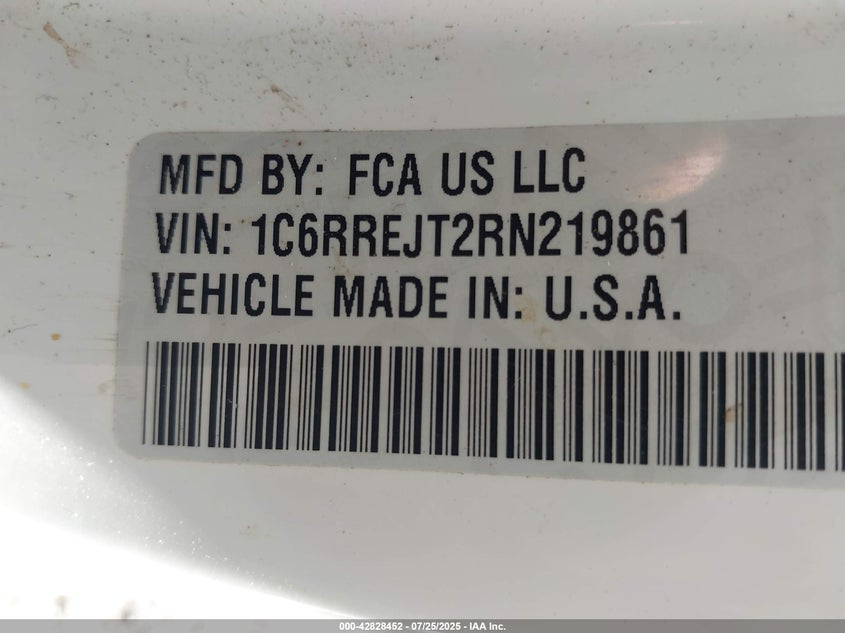 MFD BY: FCA US LLC
VIN: 1C6RREJT2RN219861
VEHICLE MADE IN: U.S.A.
000-42828452 - 07/25/2025 - IAA Inc.